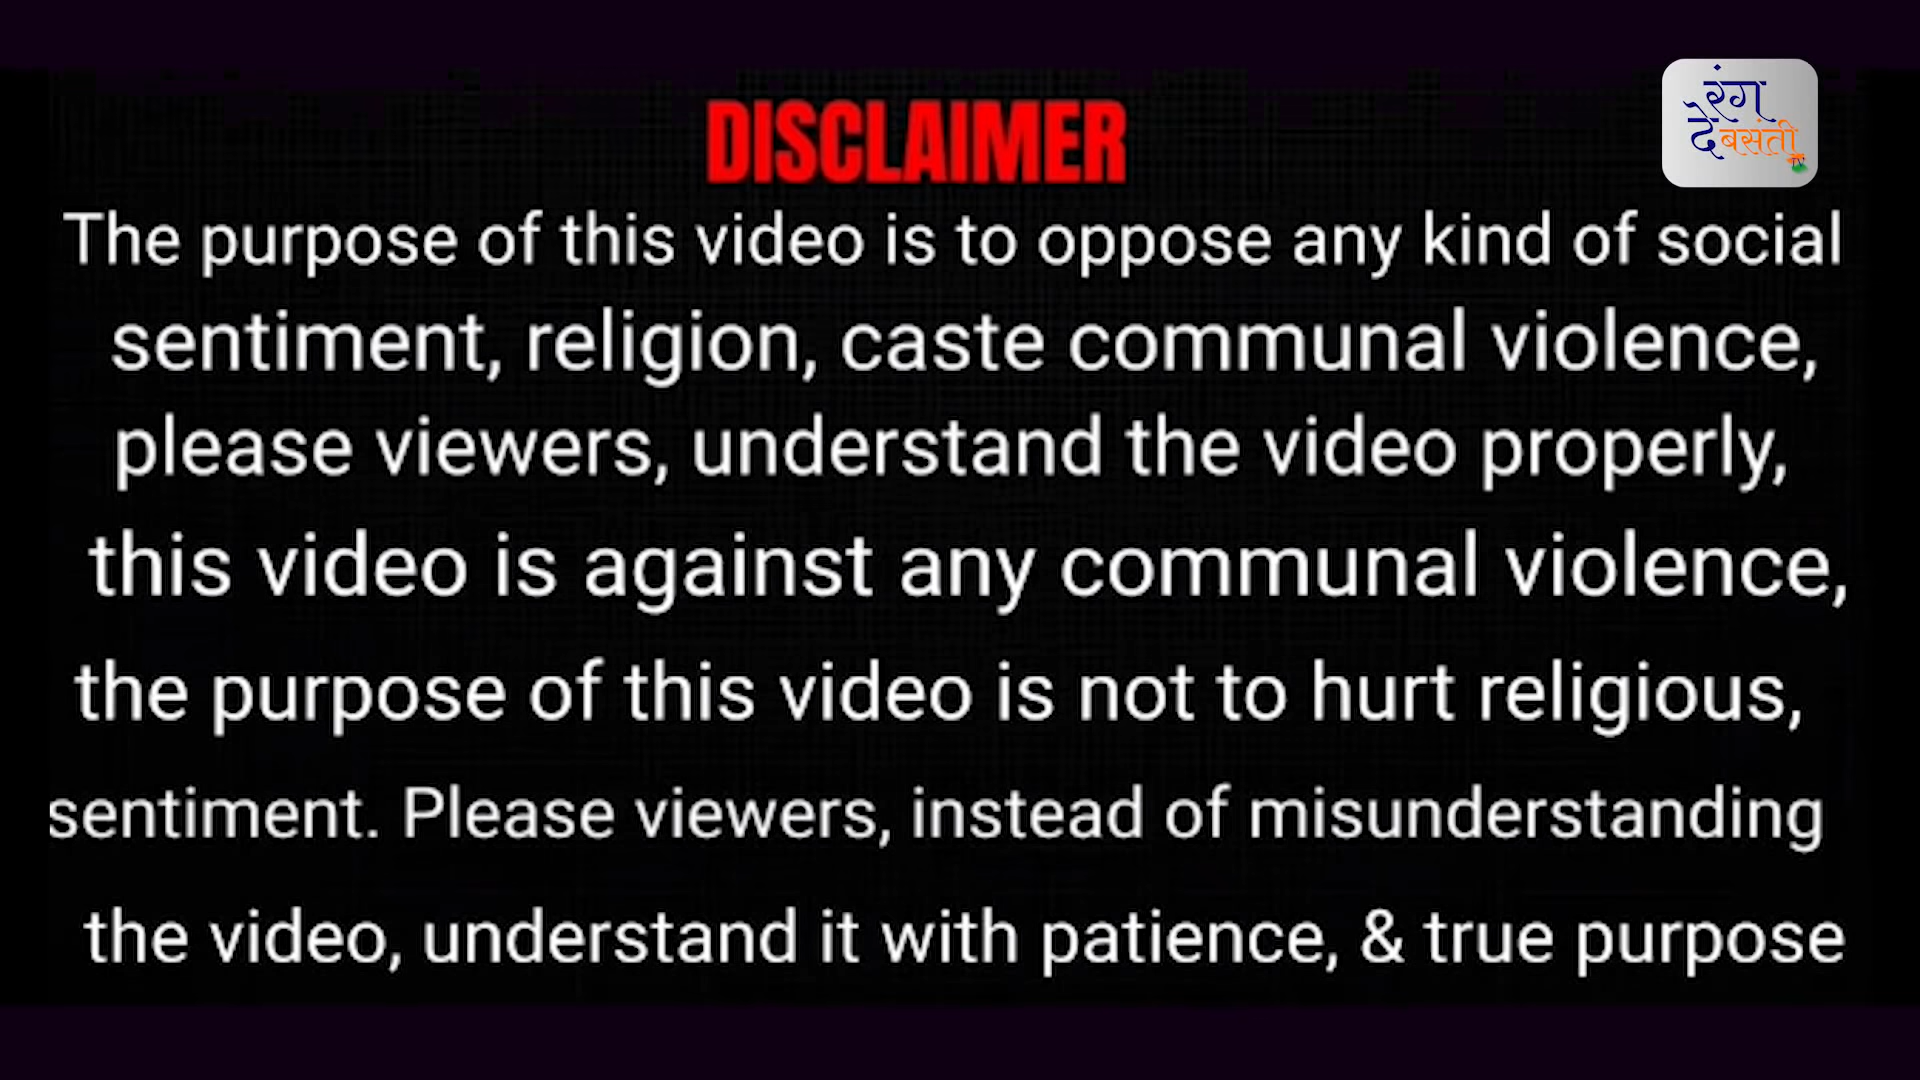 रंग
दे बसंती
DISCLAIMER
The purpose of this video is to oppose any kind of social
sentiment, religion, caste communal violence,
please viewers, understand the video properly,
this video is against any communal violence,
the purpose of this video is not to hurt religious,
sentiment. Please viewers, instead of misunderstanding
the video, understand it with patience, & true purpose